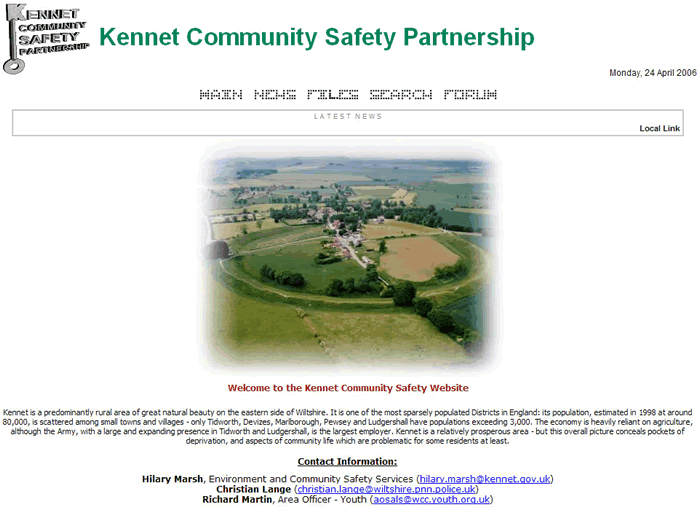 KENNET
COMMUNITY
SAFETY
PARTNERSHIP
Kennet Community Safety Partnership
Monday, 24 April 2006
MAIN NEWS FILES SEARCH FORUM
LATEST NEWS
Local Link
Welcome to the Kennet Community Safety Website
Kennet is a predominantly rural area of great natural beauty on the eastern side of Wiltshire. It is one of the most sparsely populated Districts in England: its population, estimated in 1998 at around
80,000, is scattered among small towns and villages - only Tidworth, Devizes, Marlborough, Pewsey and Ludgershall have populations exceeding 3,000. The economy is heavily reliant on agriculture,
although the Army, with a large and expanding presence in Tidworth and Ludgershall, is the largest employer. Kennet is a relatively prosperous area - but this overall picture conceals pockets of
deprivation, and aspects of community life which are problematic for some residents at least.
Contact Information:
Hilary Marsh, Environment and Community Safety Services (hilary.marsh@kennet.gov.uk)
Christian Lange (christian.lange@wiltshire.pnn.police.uk)
Richard Martin, Area Officer - Youth (aosals@wcc.youth.org.uk)